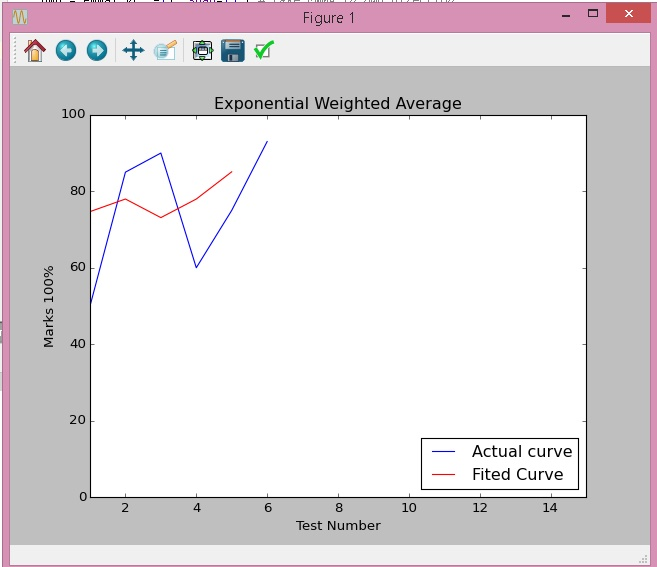 Figure 1
Exponential Weighted Average
100
80
60
40
20
0
Marks 100%
2 4 6 8 10 12 14
Test Number
Actual curve
Fited Curve